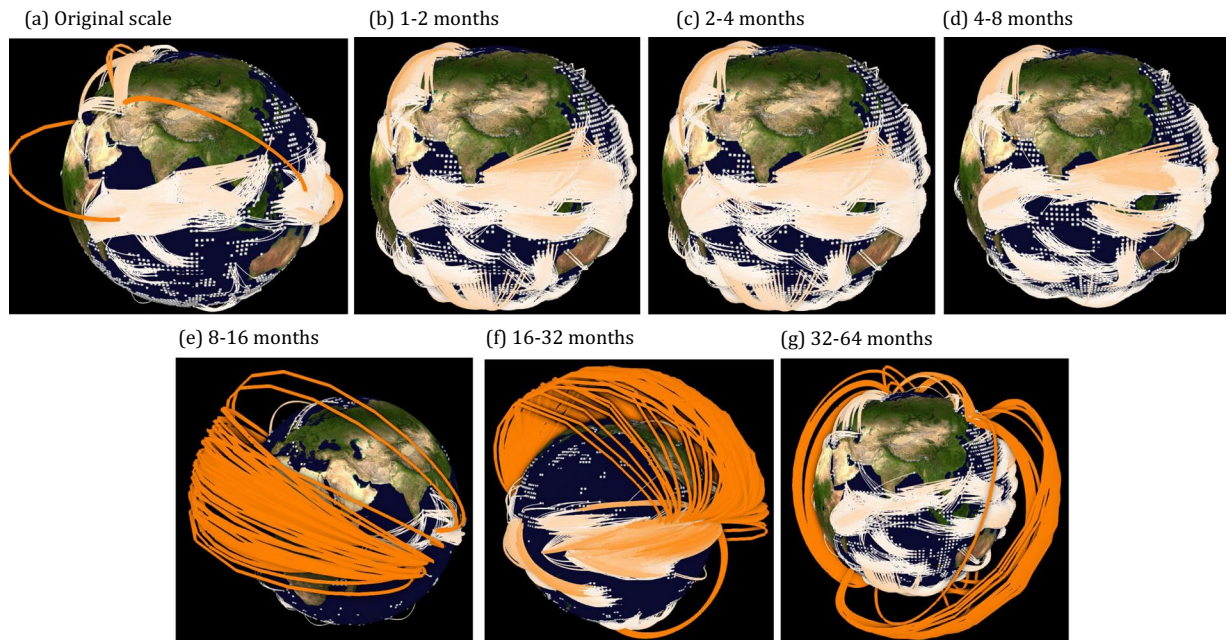 (a) Original scale
(b) 1-2 months
(c) 2-4 months
(d) 4-8 months
(e) 8-16 months
(f) 16-32 months
(g) 32-64 months